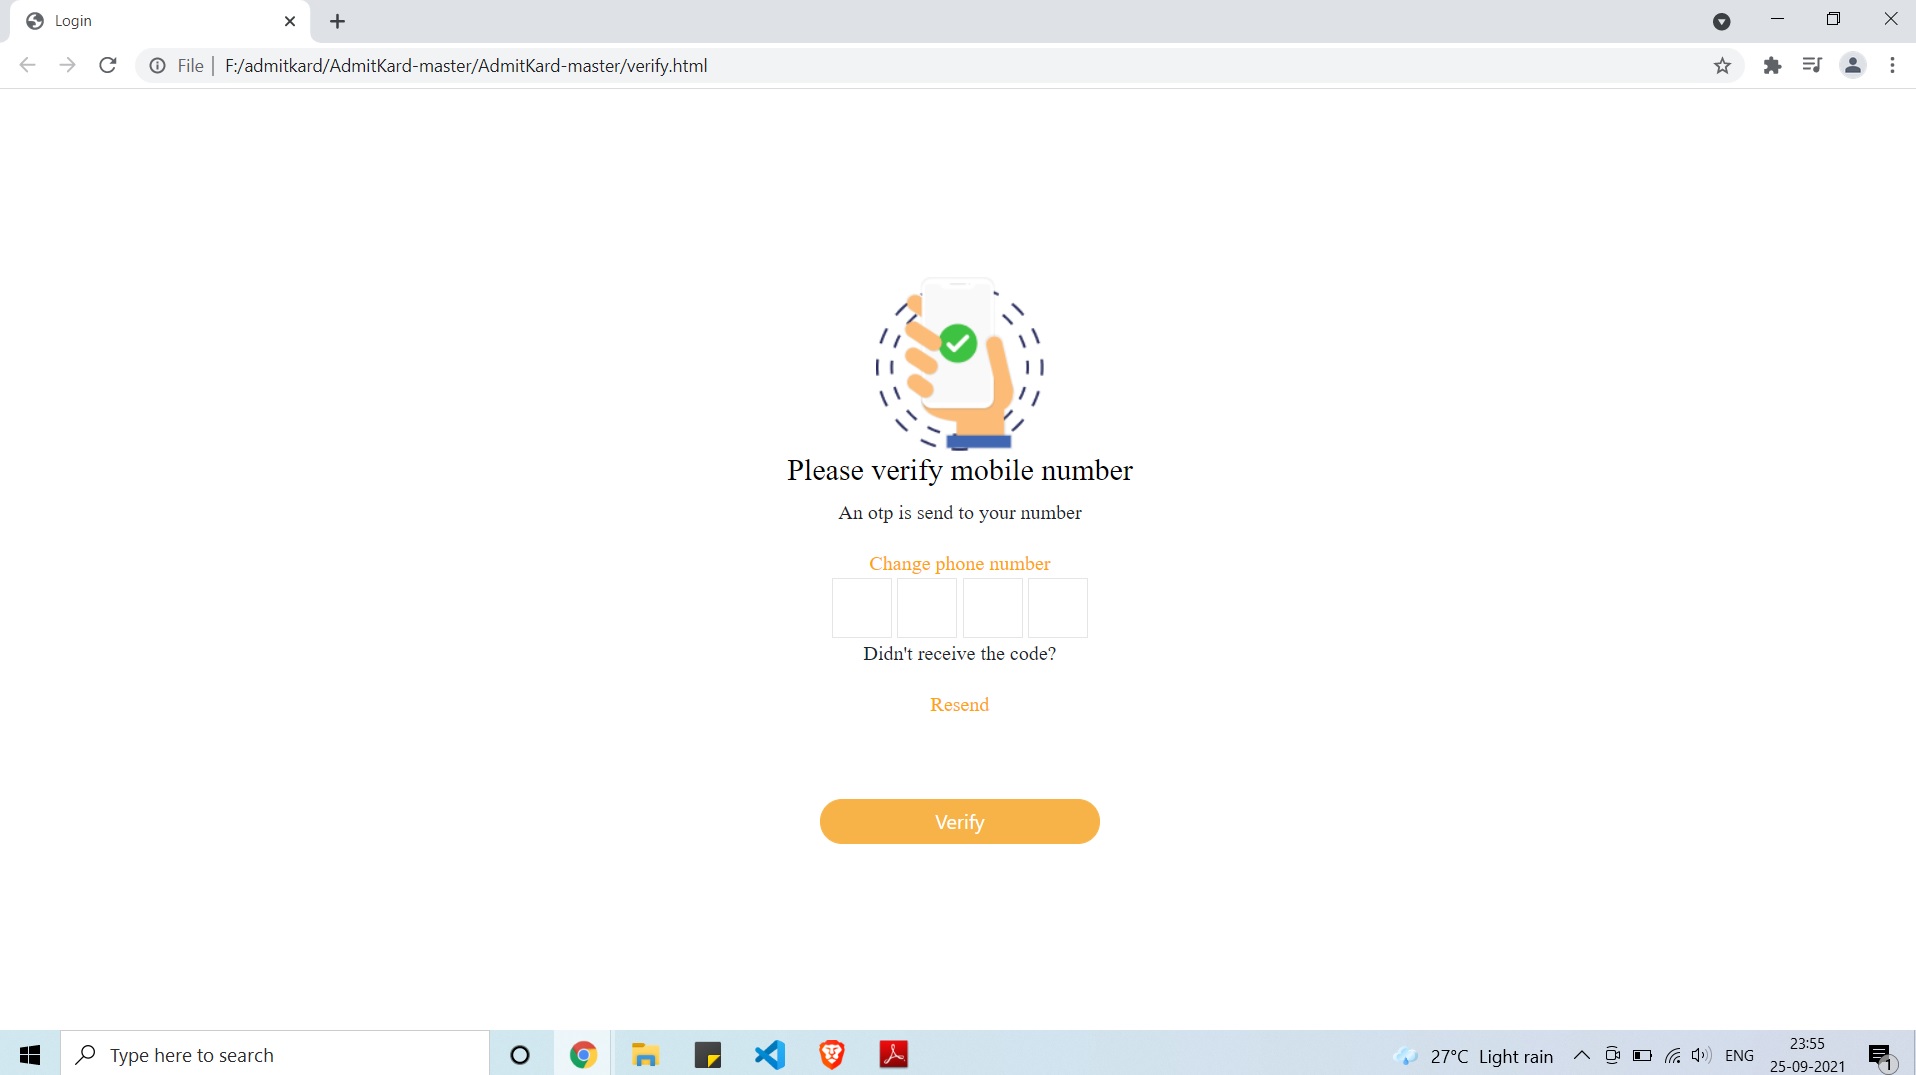 Login
File | F:/admitkard/AdmitKard-master/AdmitKard-master/verify.html
Please verify mobile number
An otp is send to your number
Change phone number
Didn't receive the code?
Resend
Verify
Type here to search
27°C Light rain
ENG
23:55
25-09-2021
1